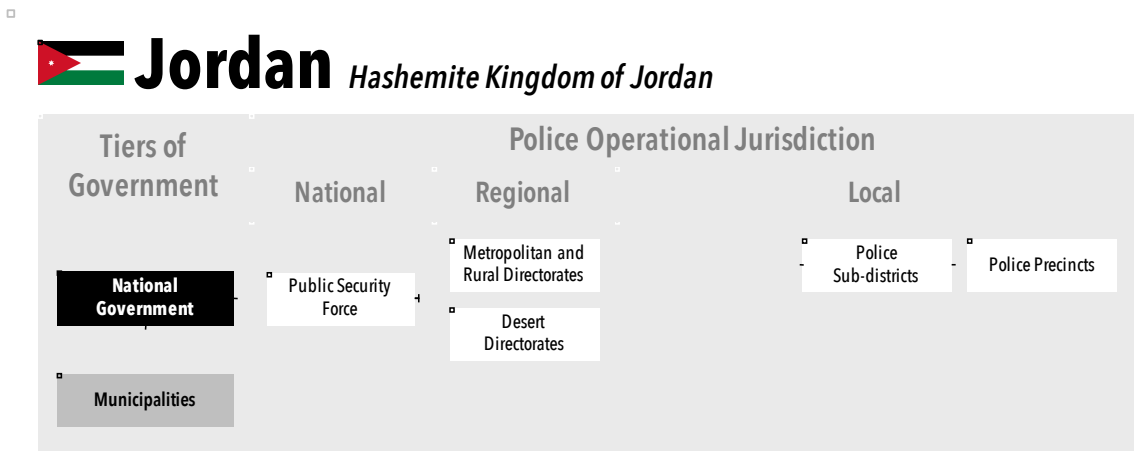 Jordan Hashemite Kingdom of Jordan
Tiers of
Government
Police Operational Jurisdiction
National
Regional
Local
National
Government
Public Security
Force
Metropolitan and
Rural Directorates
Desert
Directorates
Police
Sub-districts
Police Precincts
Municipalities